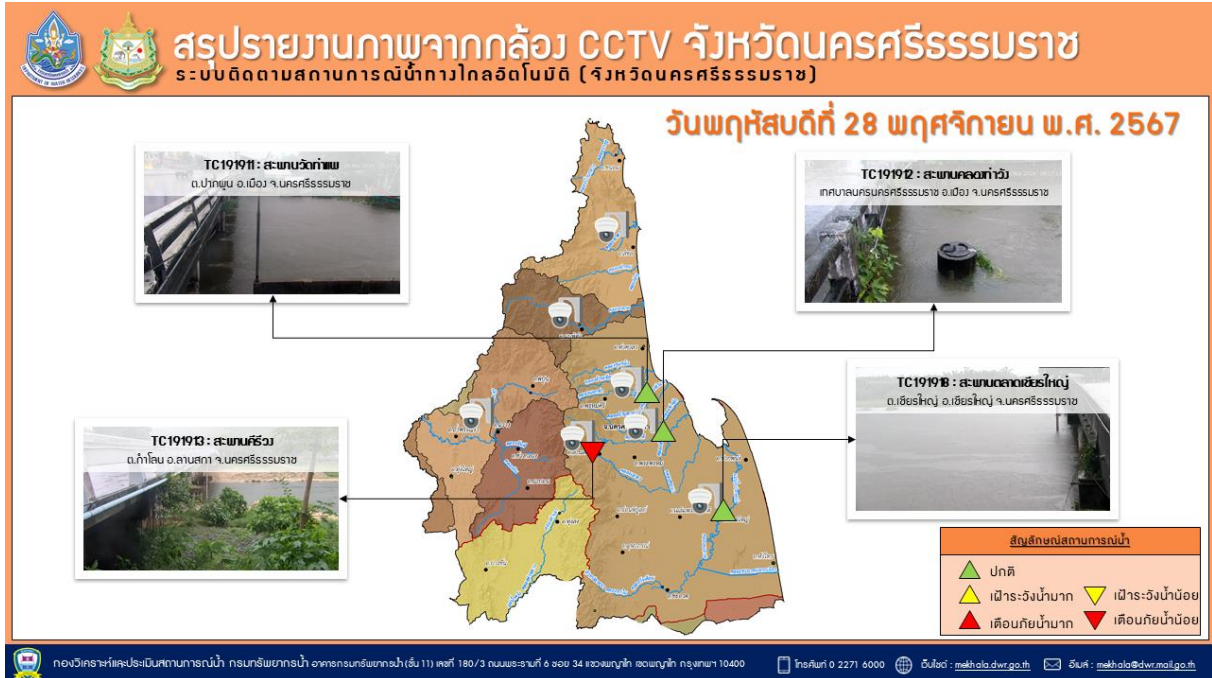 สรุปรายงานภาพจากกล้อง CCTV จังหวัดนครศรีธรรมราช
ระบบติดตามสถานการณ์น้ำทางไกลอัตโนมัติ (จังหวัดนครศรีธรรมราช)
วันพฤหัสบดีที่ 28 พฤศจิกายน พ.ศ. 2567
TC191911 : สะพานวัดท่าแพ
ต.ปากพูน อ.เมือง จ.นครศรีธรรมราช
TC191912 : สะพานคลองท่าวัง
เทศบาลนครนครศรีธรรมราช อ.เมือง จ.นครศรีธรรมราช
TC191918 : สะพานตลาดเชียรใหญ่
ต.เชียรใหญ่ อ.เชียรใหญ่ จ.นครศรีธรรมราช
TC191913 : สะพานคีรีวง
ต.กำโลน อ.ลานสกา จ.นครศรีธรรมราช
สัญลักษณ์สถานการณ์น้ำ
ปกติ
เฝ้าระวังน้ำมาก เฝ้าระวังน้ำน้อย
เตือนภัยน้ำมาก เตือนภัยน้ำน้อย
กองวิเคราะห์และประเมินสถานการณ์น้ำ กรมทรัพยากรน้ำ อาคารกรมทรัพยากรน้ำ (ชั้น 11) เลขที่ 180/3 ถนนพระรามที่ 6 ซอย 34 แขวงพญาไท เขตพญาไท กรุงเทพฯ 10400 โทรศัพท์ 0 2271 6000 เว็บไซต์ : mekhala.dwr.go.th อีเมล์ : mekhala@dwr.mail.go.th